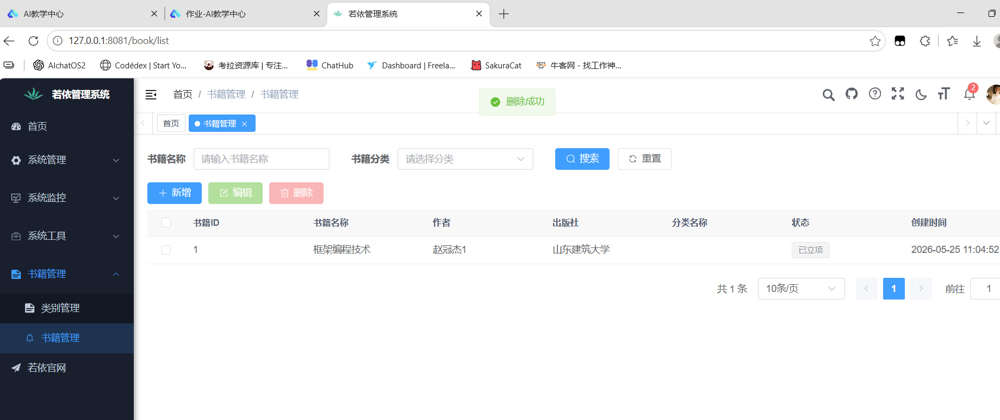 AI教学中心
作业-AI教学中心
若依管理系统
127.0.0.1:8081/book/list
AIchatOS2
Codédex | Start Yo...
考拉资源库 | 专注...
ChatHub
Dashboard | Freela...
SakuraCat
牛客网 - 找工作神...
若依管理系统
首页 / 书籍管理 / 书籍管理
删除成功
2
首页
书籍管理
首页
系统管理
系统监控
系统工具
书籍管理
类别管理
书籍管理
若依官网
书籍名称 请输入书籍名称 书籍分类 请选择分类 搜索 重置
新增 编辑 删除
书籍ID 书籍名称 作者 出版社 分类名称 状态 创建时间
1 框架编程技术 赵冠杰1 山东建筑大学 已立项 2026-05-25 11:04:52
共 1 条 10条/页 1 前往 1